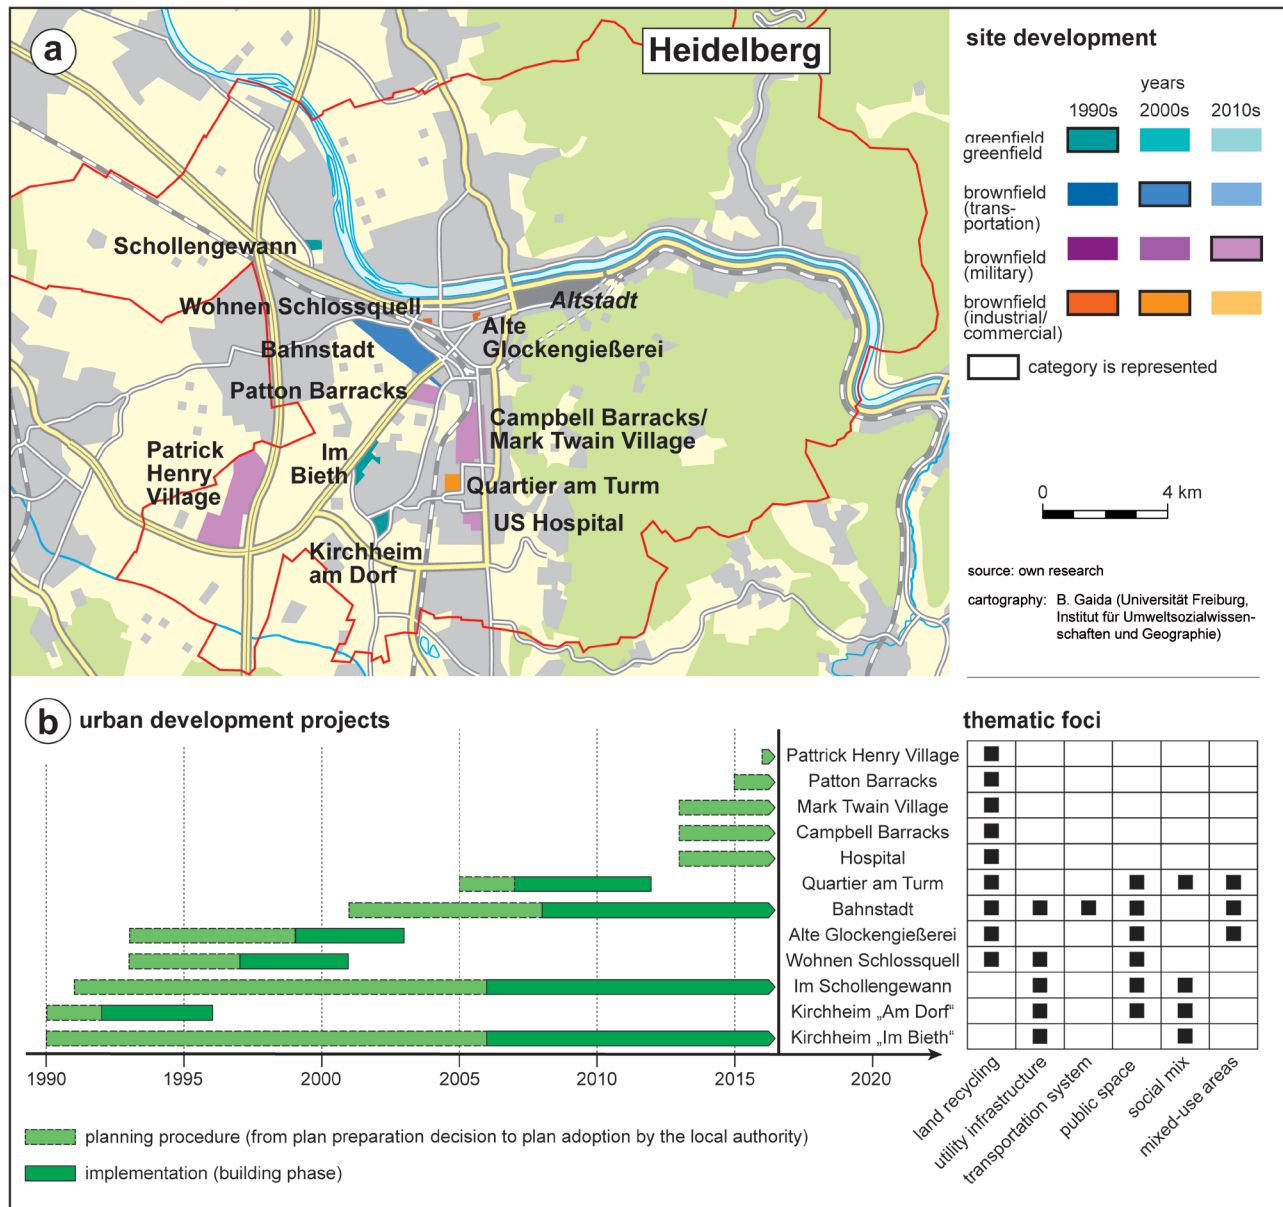 a
Heidelberg
Schollengewann
Wohnen Schlossquell
Altstadt
Alte
Glockengießerei
Bahnstadt
Patton Barracks
Campbell Barracks/
Mark Twain Village
Im
Bieth
Patrick
Henry
Village
Quartier am Turm
US Hospital
Kirchheim
am Dorf
site development
years
1990s 2000s 2010s
greenfield
greenfield
brownfield
(trans-
portation)
brownfield
(military)
brownfield
(industrial/
commercial)
category is represented
0 4 km
source: own research
cartography: B. Gaida (Universität Freiburg,
Institut für Umweltsozialwissen-
schaften und Geographie)
b urban development projects
thematic foci
Pattrick Henry Village
Patton Barracks
Mark Twain Village
Campbell Barracks
Hospital
Quartier am Turm
Bahnstadt
Alte Glockengießerei
Wohnen Schlossquell
Im Schollengewann
Kirchheim „Am Dorf“
Kirchheim „Im Bieth“
1990 1995 2000 2005 2010 2015 2020
land recycling
utility infrastructure
transportation system
public space
social mix
mixed-use areas
planning procedure (from plan preparation decision to plan adoption by the local authority)
implementation (building phase)